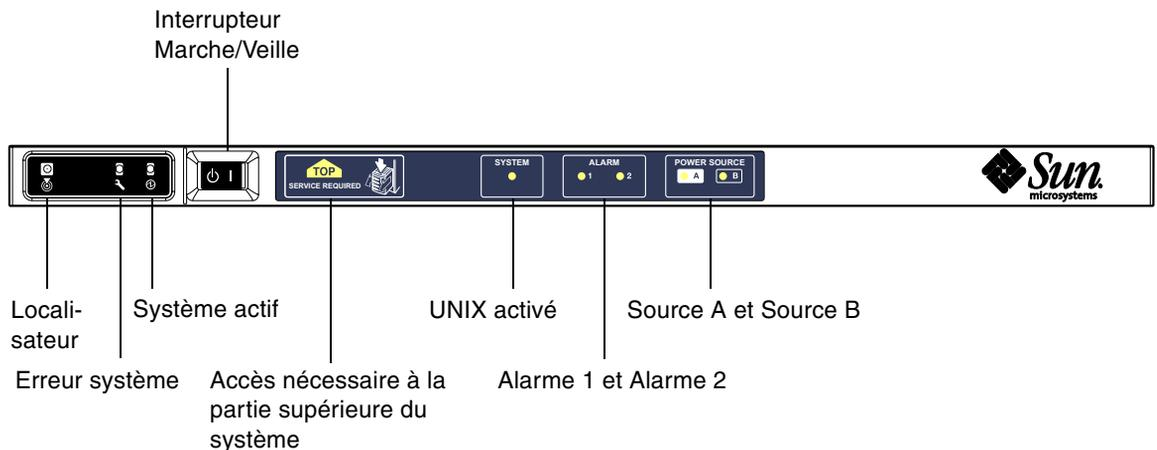 Interrupteur
Marche/Veille
TOP
SERVICE REQUIRED
SYSTEM
ALARM
1 2
POWER SOURCE
A B
Sun.
microsystems
Locali-
sateur
Système actif
UNIX activé
Source A et Source B
Erreur système
Accès nécessaire à la
partie supérieure du
système
Alarme 1 et Alarme 2